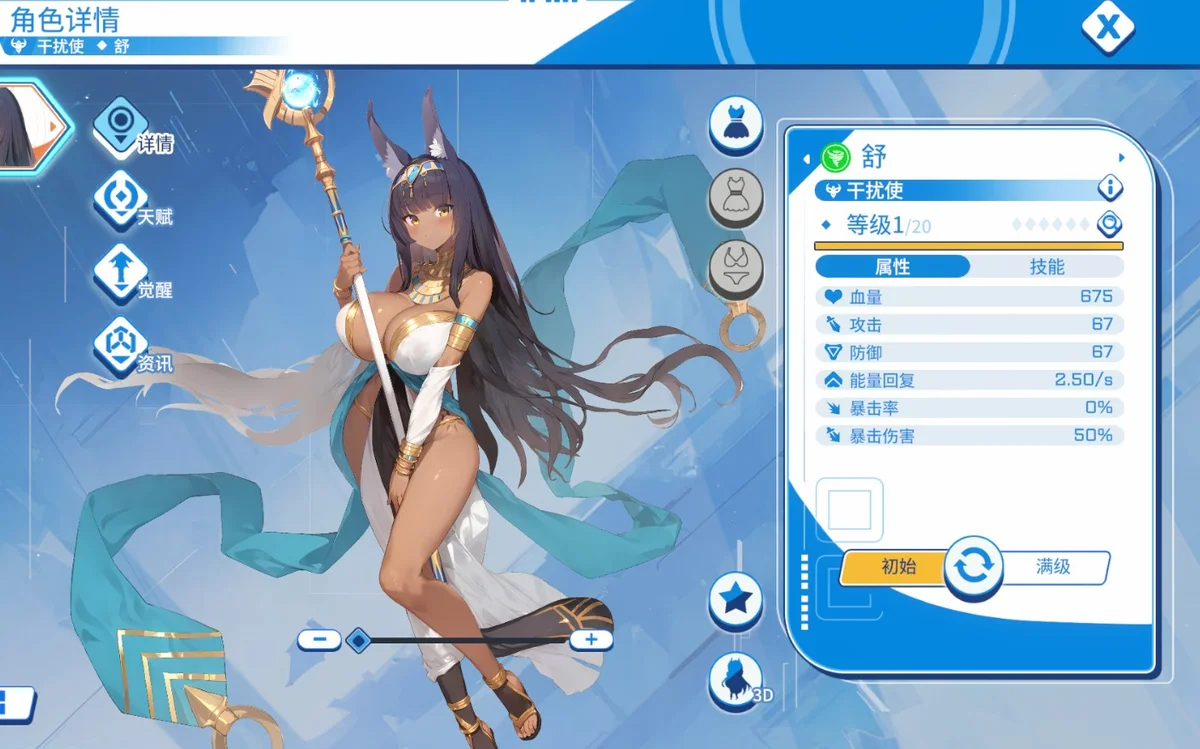 角色详情
干扰使 ◆ 舒
详情
天赋
觉醒
资讯
3D
舒
干扰使
等级1/20
属性 技能
血量 675
攻击 67
防御 67
能量回复 2.50/s
暴击率 0%
暴击伤害 50%
初始 满级